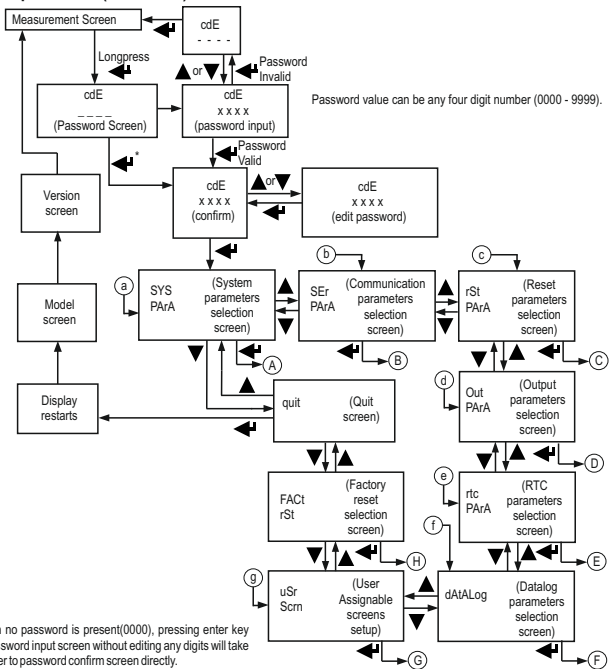 Measurement Screen
cdE
- - - -
Longpress
▲ or ▼
Password
Invalid
cdE
_ _ _ _
(Password Screen)
cdE
x x x x
(password input)
Password value can be any four digit number (0000 - 9999).
*
Password
Valid
Version
screen
cdE
x x x x
(confirm)
▲ or ▼
cdE
x x x x
(edit password)
a
SYS
PArA
(System
parameters
selection
screen)
A
b
SEr
PArA
(Communication
parameters
selection
screen)
B
c
rSt
PArA
(Reset
parameters
selection
screen)
C
Model
screen
Display
restarts
quit
(Quit
screen)
d
Out
PArA
(Output
parameters
selection
screen)
D
FACt
rSt
(Factory
reset
selection
screen)
H
e
rtc
PArA
(RTC
parameters
selection
screen)
E
f
g
uSr
Scrn
(User
Assignable
screens
setup)
G
dAtALog
(Datalog
parameters
selection
screen)
F
no password is present(0000), pressing enter key
input screen without editing any digits will take
to password confirm screen directly.